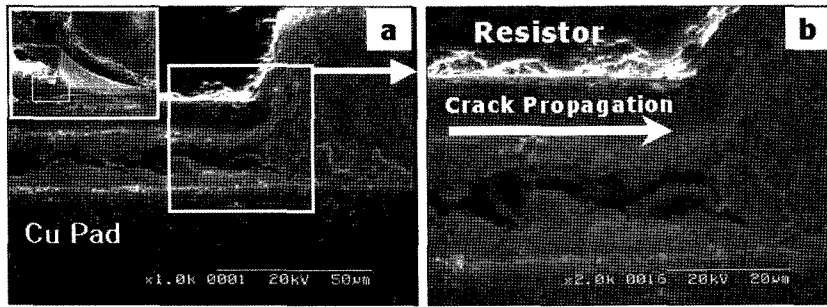 a
Cu Pad
x1.0k 0001 20kV 50µm
b
Resistor
Crack Propagation
x2.0k 0016 20kV 20µm